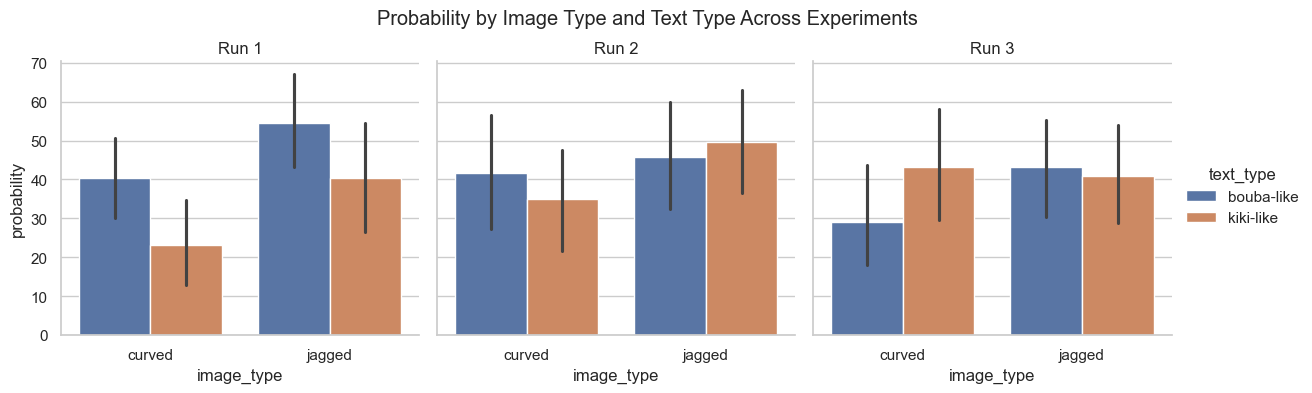 Probability by Image Type and Text Type Across Experiments
Run 1
Run 2
Run 3
probability
70
60
50
40
30
20
10
0
curved
jagged
curved
jagged
curved
jagged
image_type
image_type
image_type
text_type
bouba-like
kiki-like